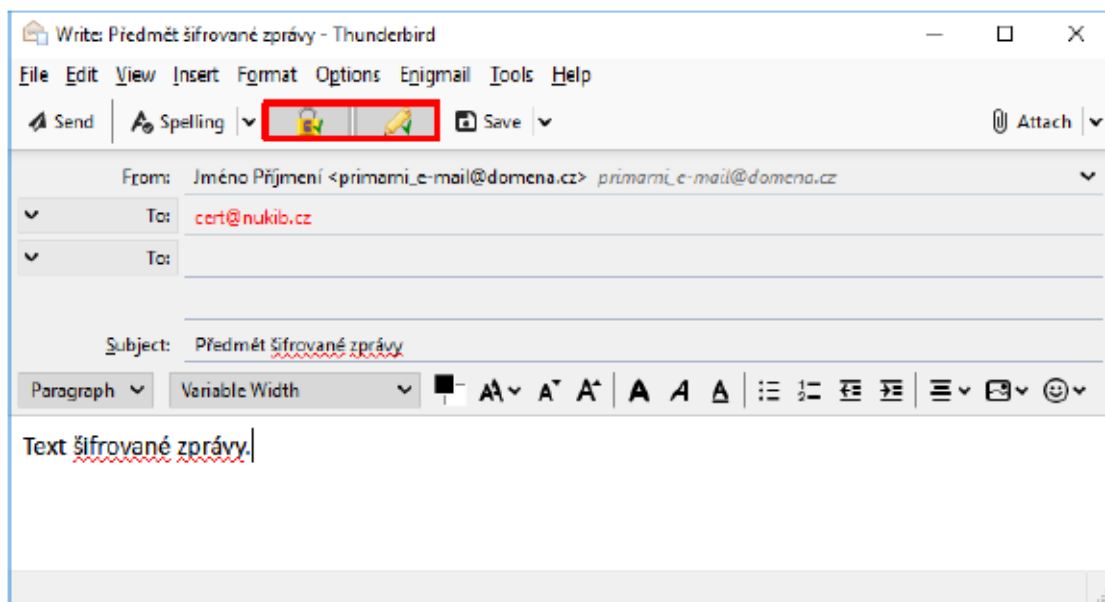 Write: Předmět šifrované zprávy - Thunderbird
File Edit View Insert Format Options Enigmail Tools Help
Send Spelling Save Attach
From: Jméno Příjmení <primarni_e-mail@domena.cz> primarni_e-mail@domena.cz
To: cert@nukib.cz
To:
Subject: Předmět šifrované zprávy
Paragraph Variable Width
Text šifrované zprávy.